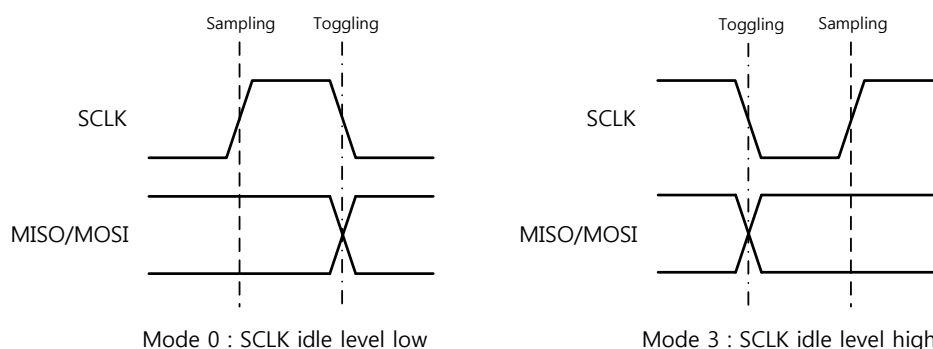 Sampling Toggling
SCLK
MISO/MOSI
Mode 0 : SCLK idle level low
Toggling Sampling
SCLK
MISO/MOSI
Mode 3 : SCLK idle level high